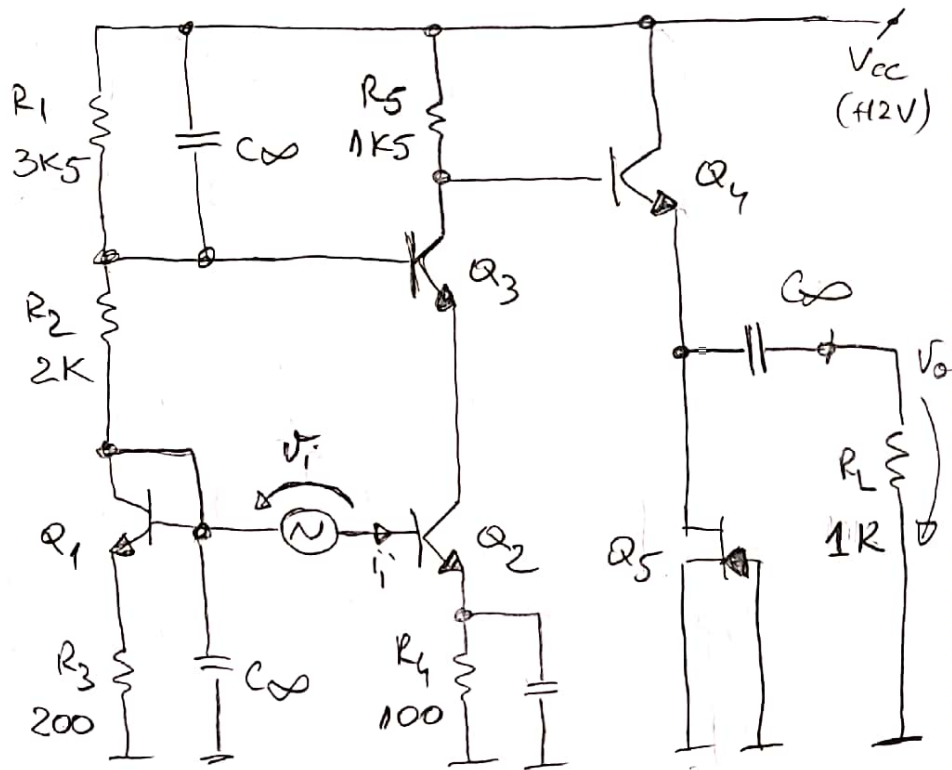 VCC
(+12V)
R1
3K5
C∞
R5
1K5
Q4
Q3
R2
2K
C∞
Vo
vi
RL
1K
Q1
ii
Q2
Q5
R3
200
C∞
R4
100